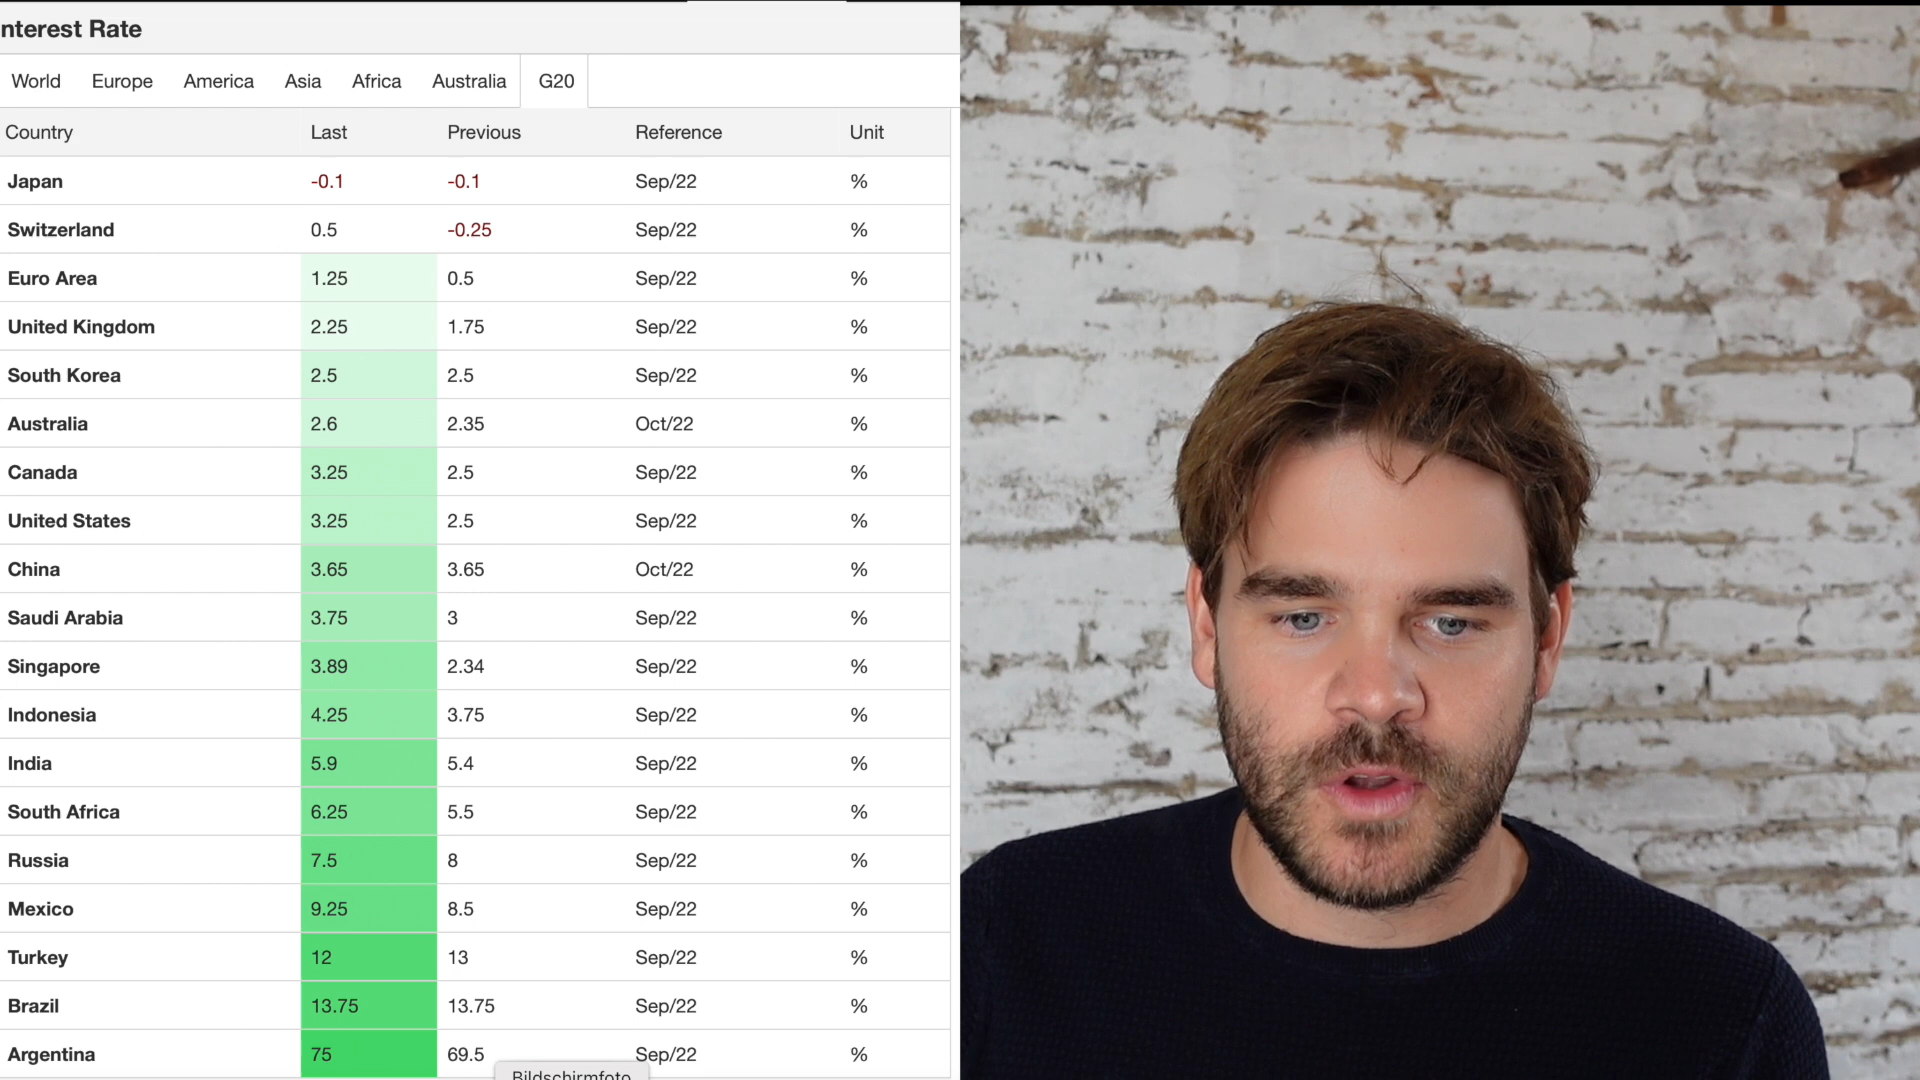 nterest Rate
World Europe America Asia Africa Australia G20
Country Last Previous Reference Unit
Japan -0.1 -0.1 Sep/22 %
Switzerland 0.5 -0.25 Sep/22 %
Euro Area 1.25 0.5 Sep/22 %
United Kingdom 2.25 1.75 Sep/22 %
South Korea 2.5 2.5 Sep/22 %
Australia 2.6 2.35 Oct/22 %
Canada 3.25 2.5 Sep/22 %
United States 3.25 2.5 Sep/22 %
China 3.65 3.65 Oct/22 %
Saudi Arabia 3.75 3 Sep/22 %
Singapore 3.89 2.34 Sep/22 %
Indonesia 4.25 3.75 Sep/22 %
India 5.9 5.4 Sep/22 %
South Africa 6.25 5.5 Sep/22 %
Russia 7.5 8 Sep/22 %
Mexico 9.25 8.5 Sep/22 %
Turkey 12 13 Sep/22 %
Brazil 13.75 13.75 Sep/22 %
Argentina 75 69.5 Sep/22 %
Bildschirmfoto